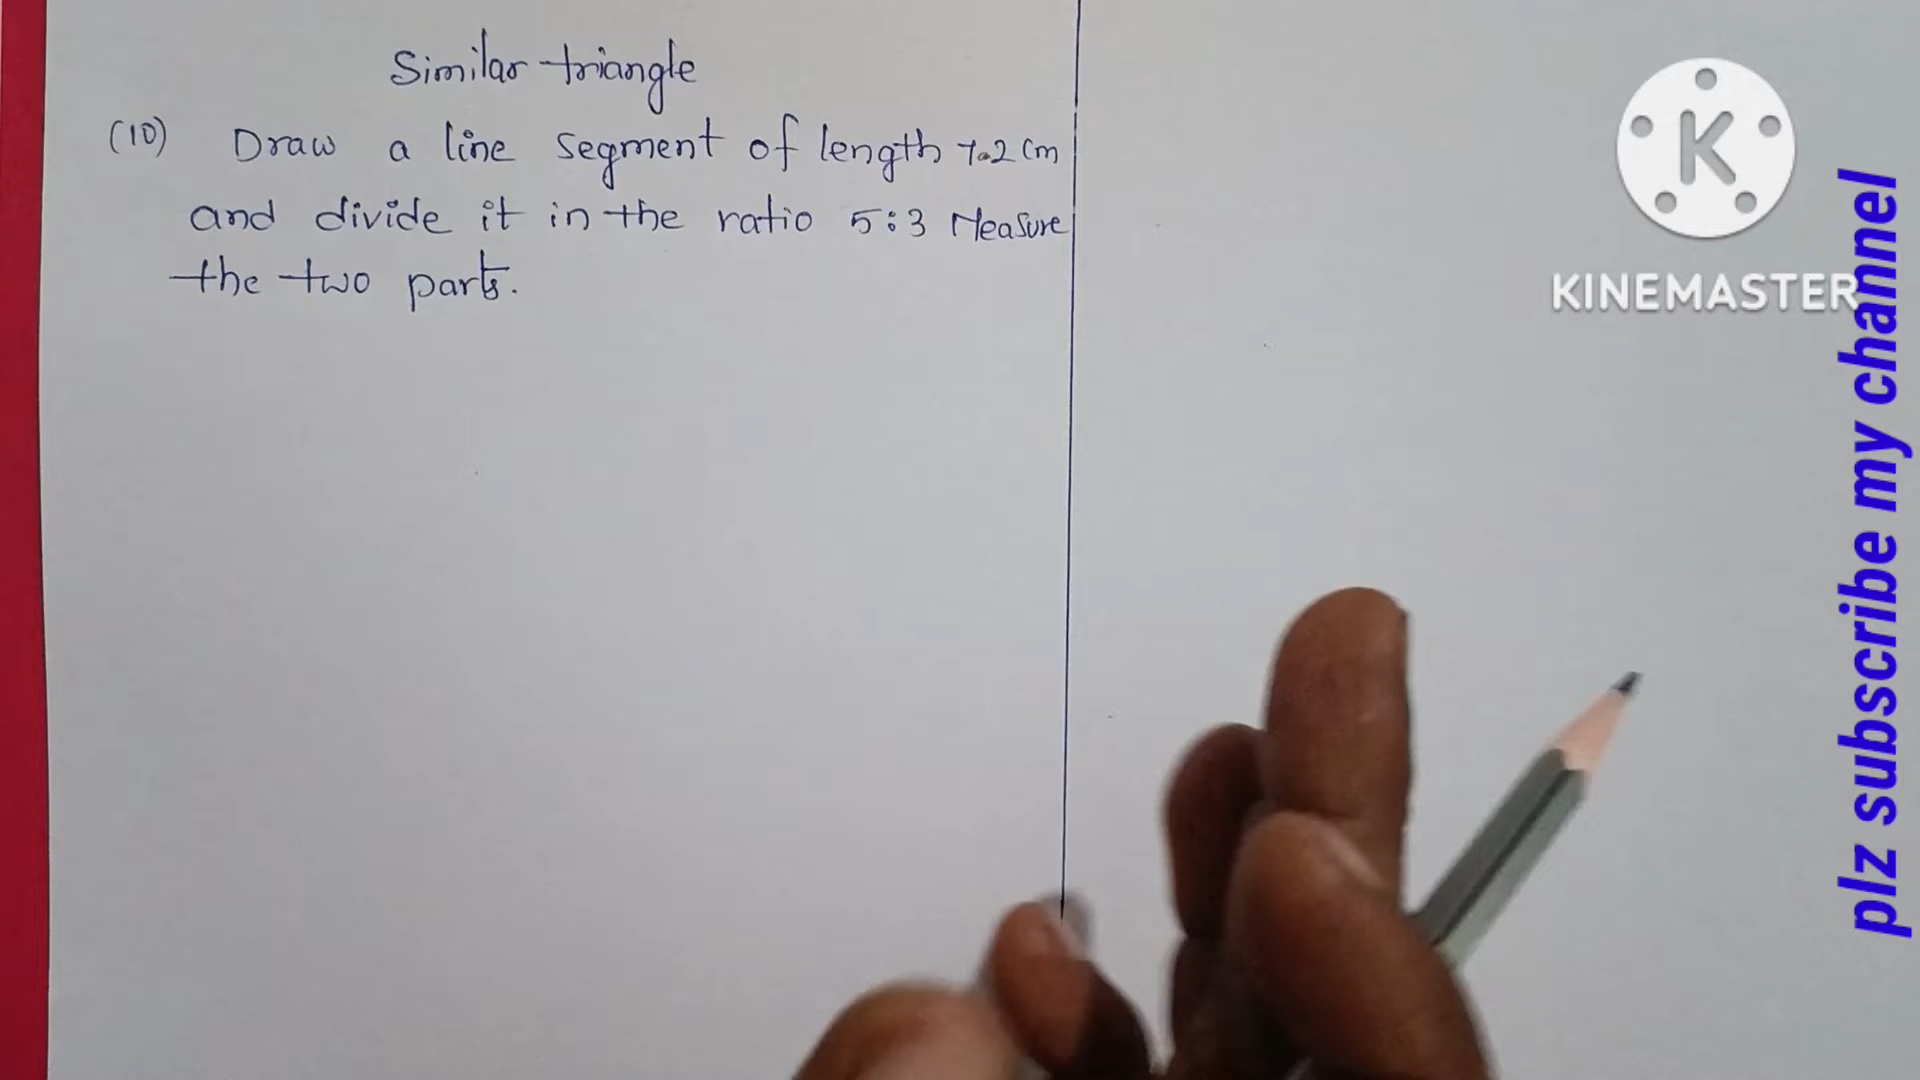 Similar triangle
(10) Draw a line segment of length 7.2 cm
and divide it in the ratio 5:3 Measure
the two parts.
K
KINEMASTER
plz subscribe my channel